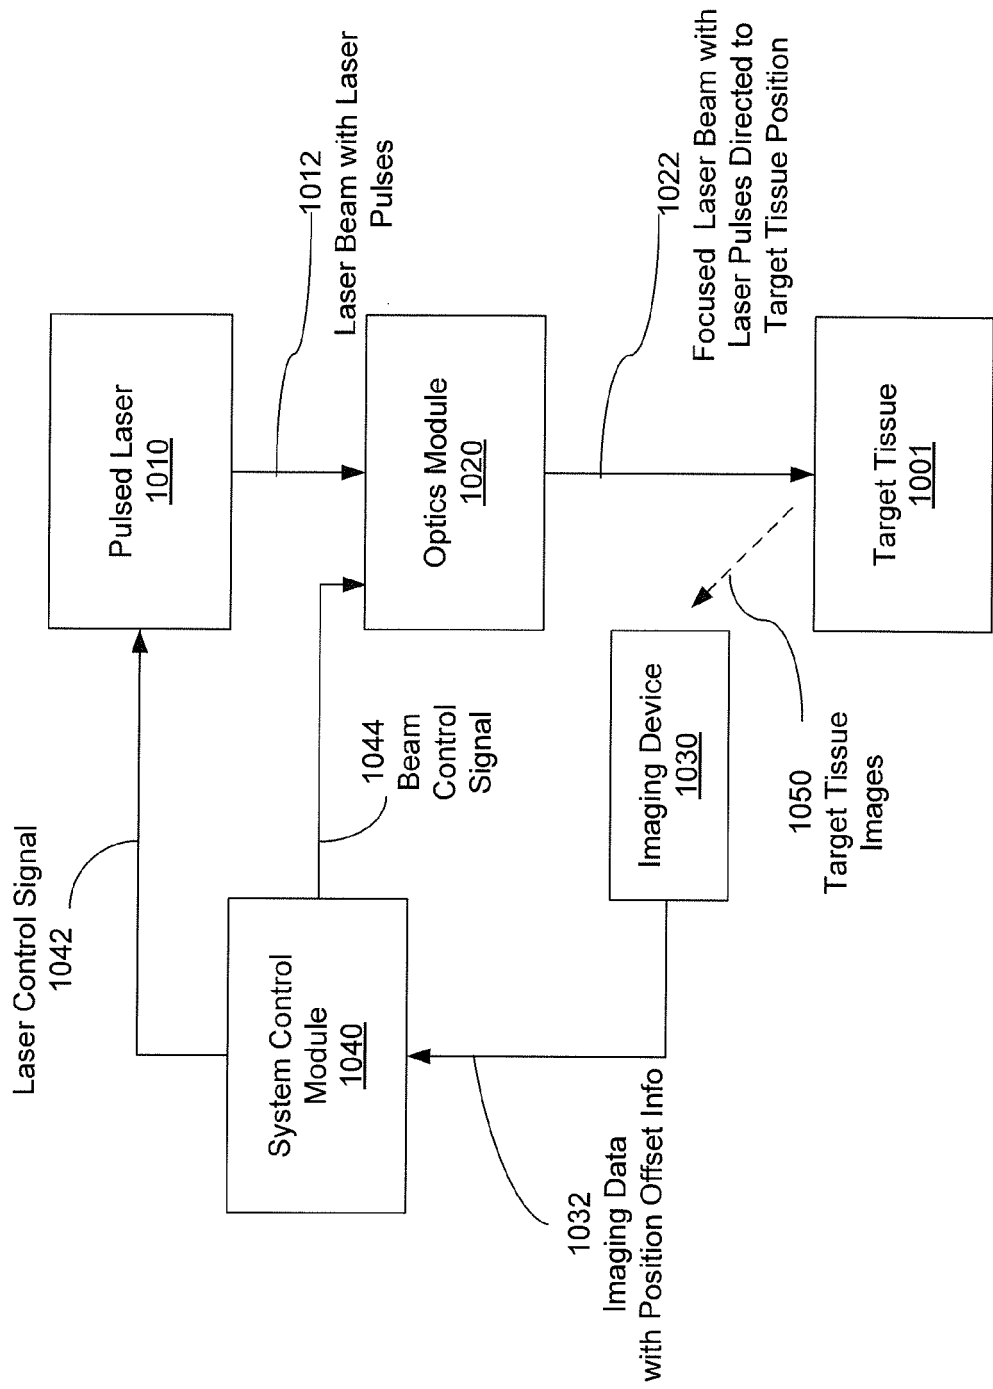 Laser Control Signal
1042
Pulsed Laser
1010
1012
Laser Beam with Laser
Pulses
System Control
Module
1040
1044
Beam
Control
Signal
Optics Module
1020
1022
Focused Laser Beam with
Laser Pulses Directed to
Target Tissue Position
1032
Imaging Data
with Position Offset Info
Imaging Device
1030
1050
Target Tissue
Images
Target Tissue
1001